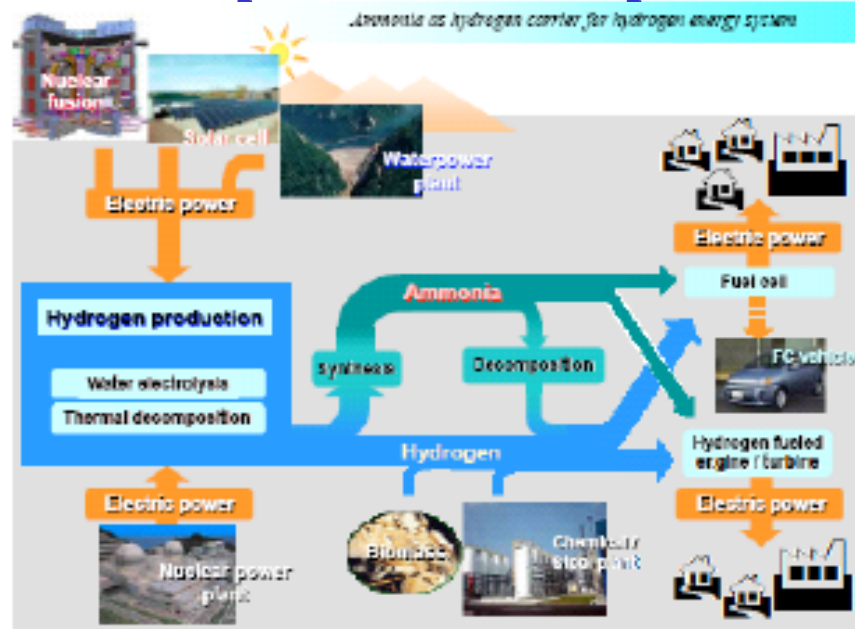 Ammonia as hydrogen carrier for hydrogen energy system
Nuclear
fusion
Solar cell
Waterpower
plant
Electric power
Electric power
Ammonia
Fuel cell
Hydrogen production
FC vehicle
Synthesis
Decomposition
Water electrolysis
Thermal decomposition
Hydrogen
Hydrogen fueled
engine / turbine
Electric power
Electric power
Biomass
Chemical/
steel plant
Nuclear power
plant